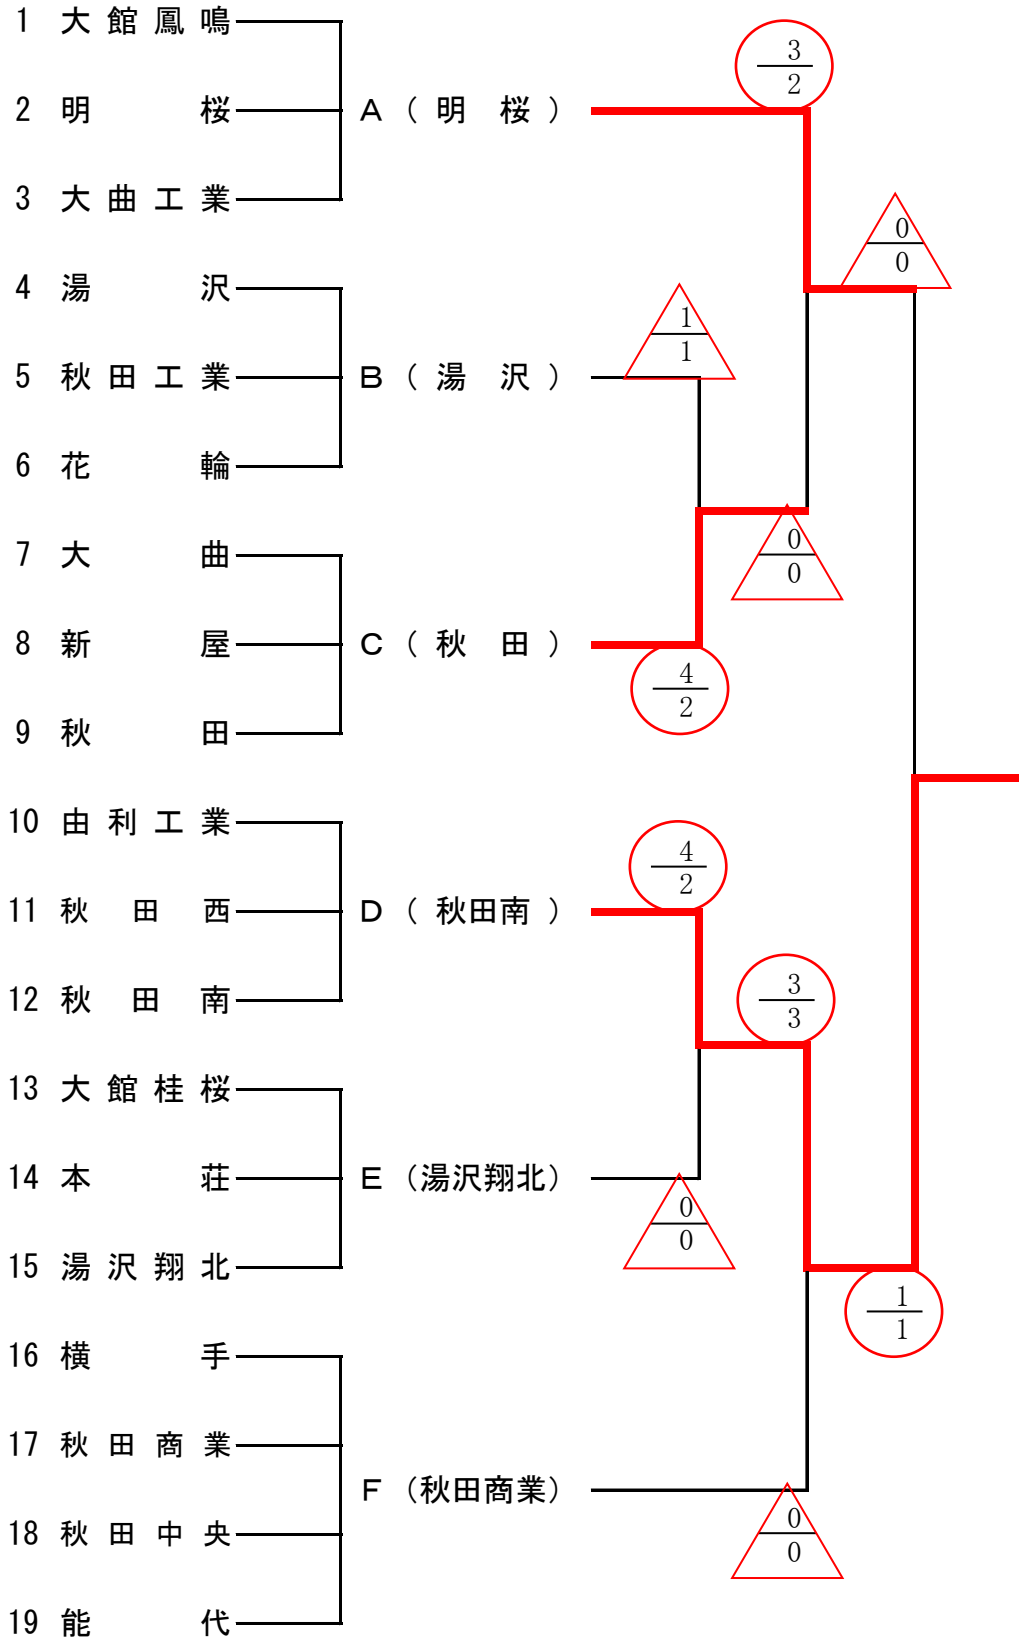 1 大館鳳鳴
3
2
2 明桜 A(明桜)
3 大曲工業
0
0
4 湯沢
1
1
5 秋田工業 B(湯沢)
6 花輪
7 大曲
0
0
8 新屋 C(秋田)
4
2
9 秋田
10 由利工業
4
2
11 秋田西 D(秋田南)
12 秋田南
3
3
13 大館桂桜
14 本荘 E(湯沢翔北)
0
0
15 湯沢翔北
1
1
16 横手
17 秋田商業
F(秋田商業)
18 秋田中央
0
0
19 能代